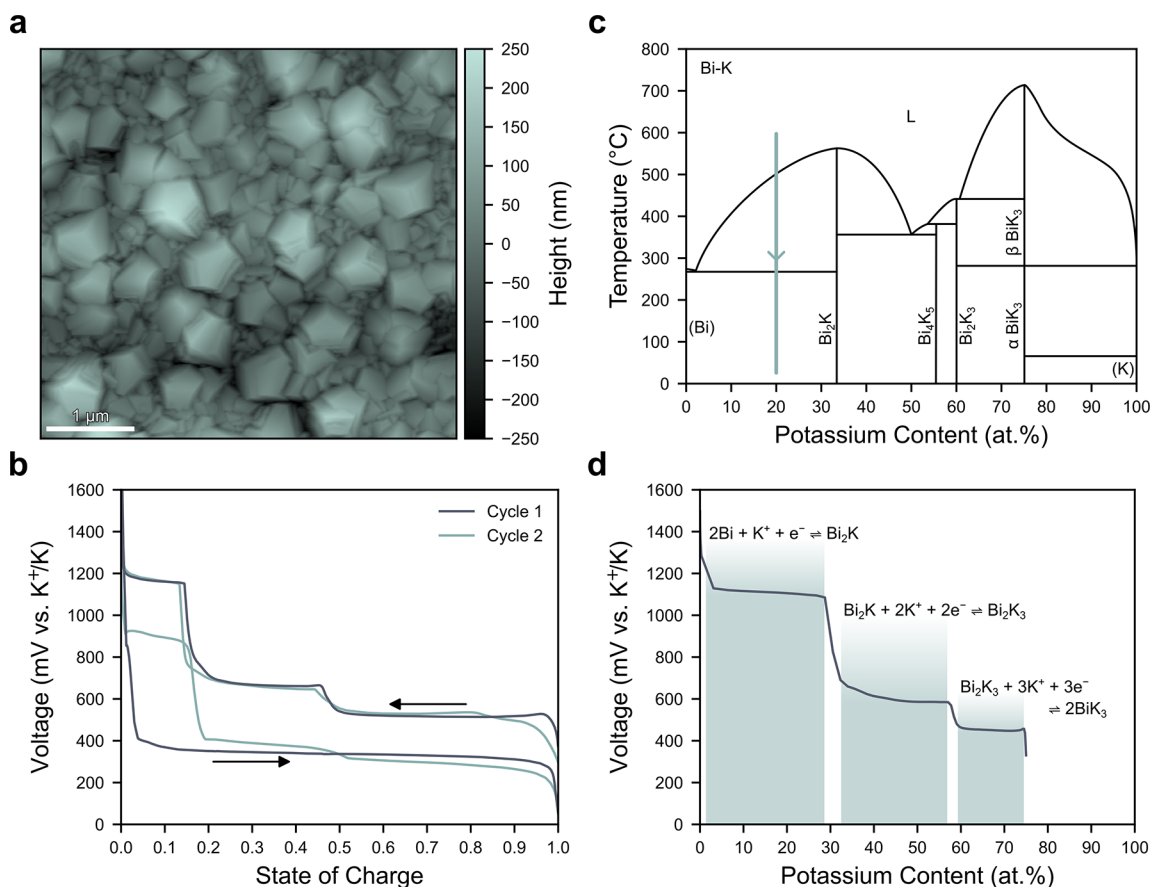 a
250
200
150
100
50
0
−50
−100
−150
−200
−250
Height (nm)
1 µm
c
800
700
600
500
400
300
200
100
0
Temperature (°C)
Bi-K
L
(Bi)
Bi₂K
Bi₄K₅
Bi₂K₃
α BiK₃
β BiK₃
(K)
0 10 20 30 40 50 60 70 80 90 100
Potassium Content (at.%)
b
1600
1400
1200
1000
800
600
400
200
0
Voltage (mV vs. K⁺/K)
Cycle 1
Cycle 2
0.0 0.1 0.2 0.3 0.4 0.5 0.6 0.7 0.8 0.9 1.0
State of Charge
d
1600
1400
1200
1000
800
600
400
200
0
Voltage (mV vs. K⁺/K)
2Bi + K⁺ + e⁻ ⇌ Bi₂K
Bi₂K + 2K⁺ + 2e⁻ ⇌ Bi₂K₃
Bi₂K₃ + 3K⁺ + 3e⁻
⇌ 2BiK₃
0 10 20 30 40 50 60 70 80 90 100
Potassium Content (at.%)